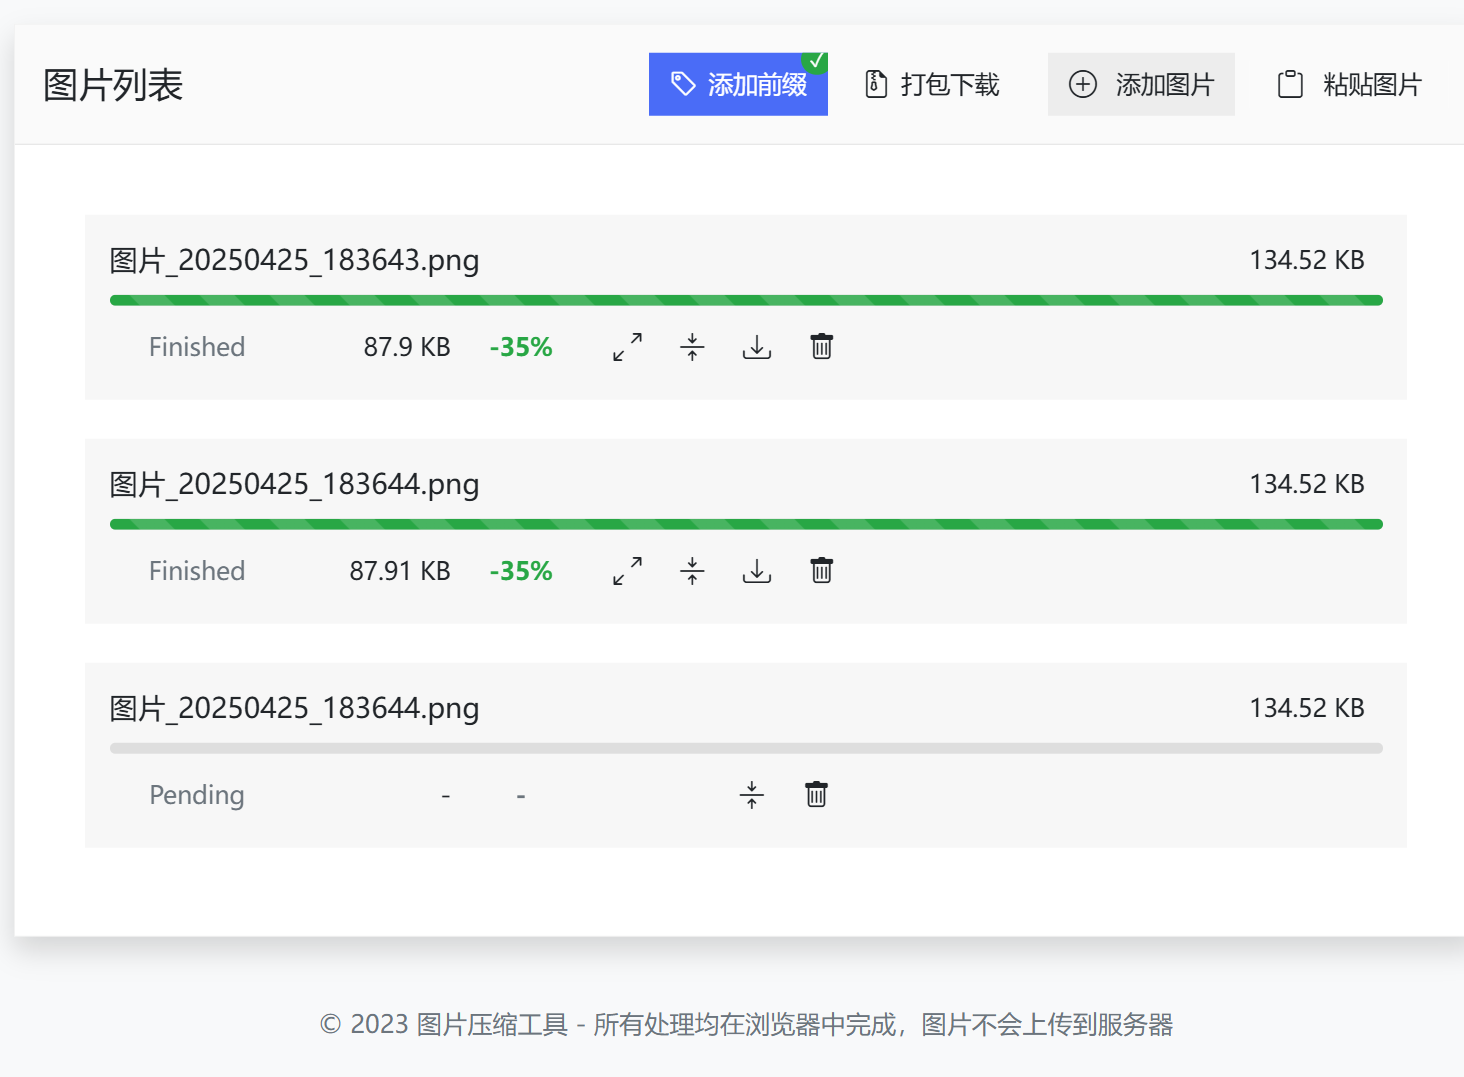 图片列表
添加前缀
打包下载
添加图片
粘贴图片
图片_20250425_183643.png
134.52 KB
Finished
87.9 KB
-35%
图片_20250425_183644.png
134.52 KB
Finished
87.91 KB
-35%
图片_20250425_183644.png
134.52 KB
Pending
-
-
© 2023 图片压缩工具 - 所有处理均在浏览器中完成，图片不会上传到服务器